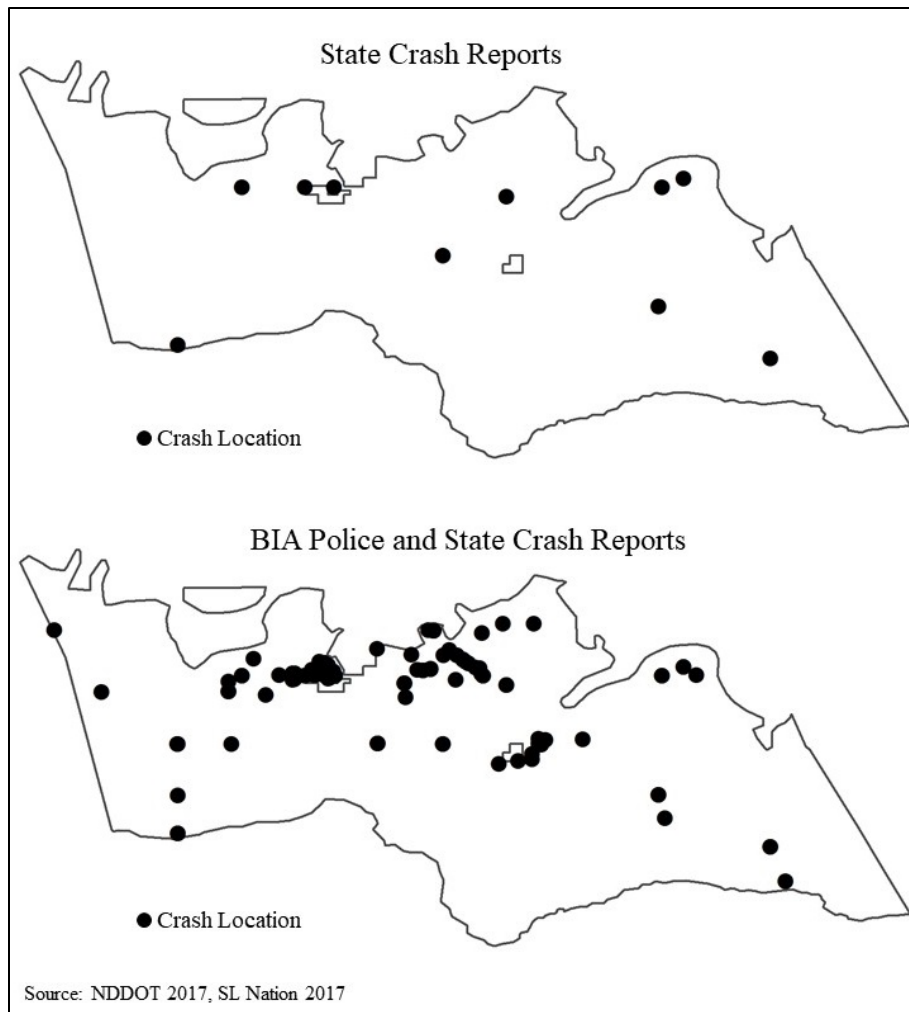 State Crash Reports
Crash Location
BIA Police and State Crash Reports
Crash Location
Source: NDDOT 2017, SL Nation 2017